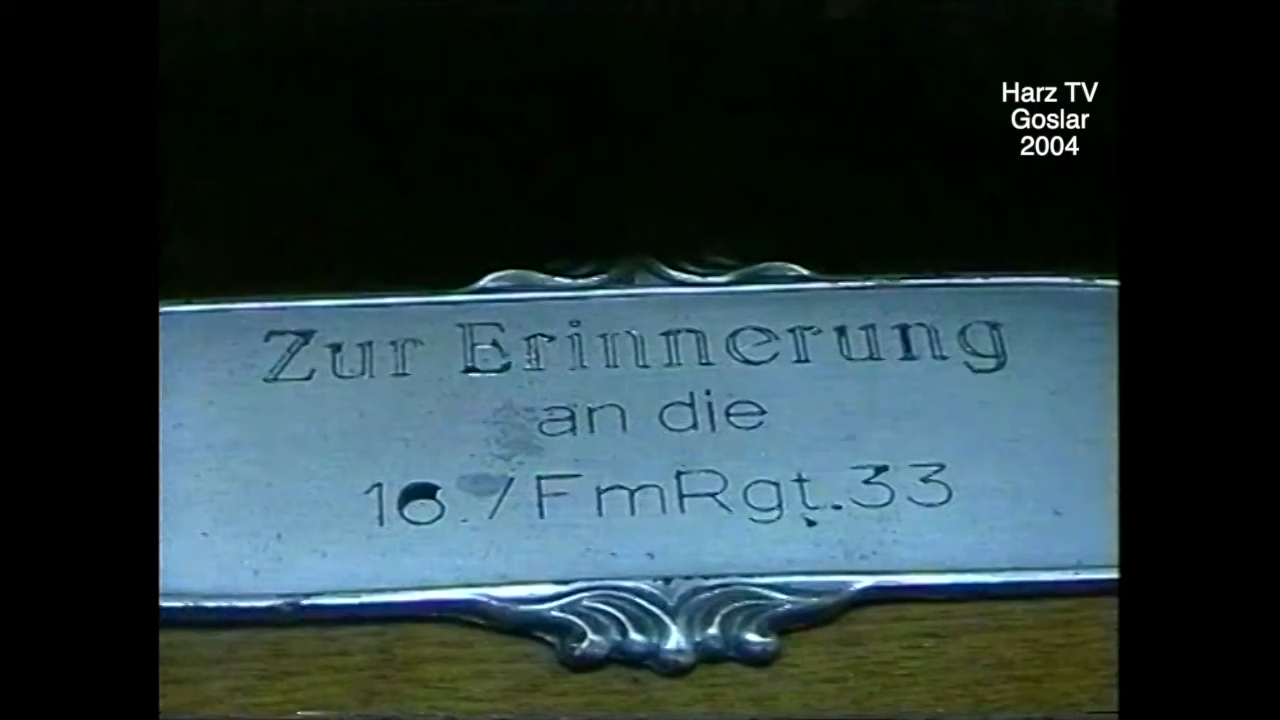 Harz TV
Goslar
2004
Zur Erinnerung
an die
16./FmRgt.33